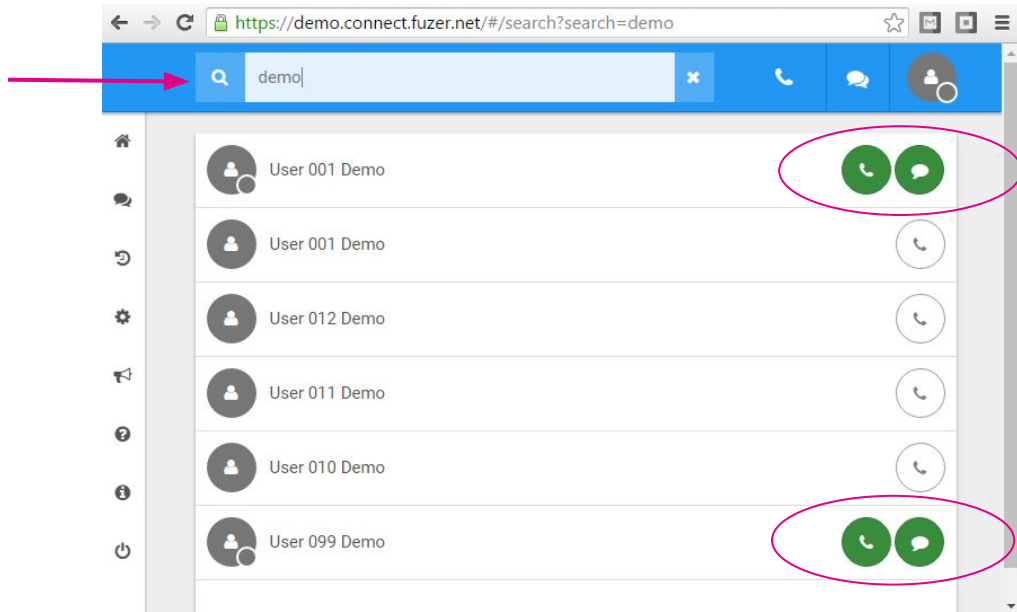 https://demo.connect.fuzer.net/#/search?search=demo
demo
User 001 Demo
User 001 Demo
User 012 Demo
User 011 Demo
User 010 Demo
User 099 Demo